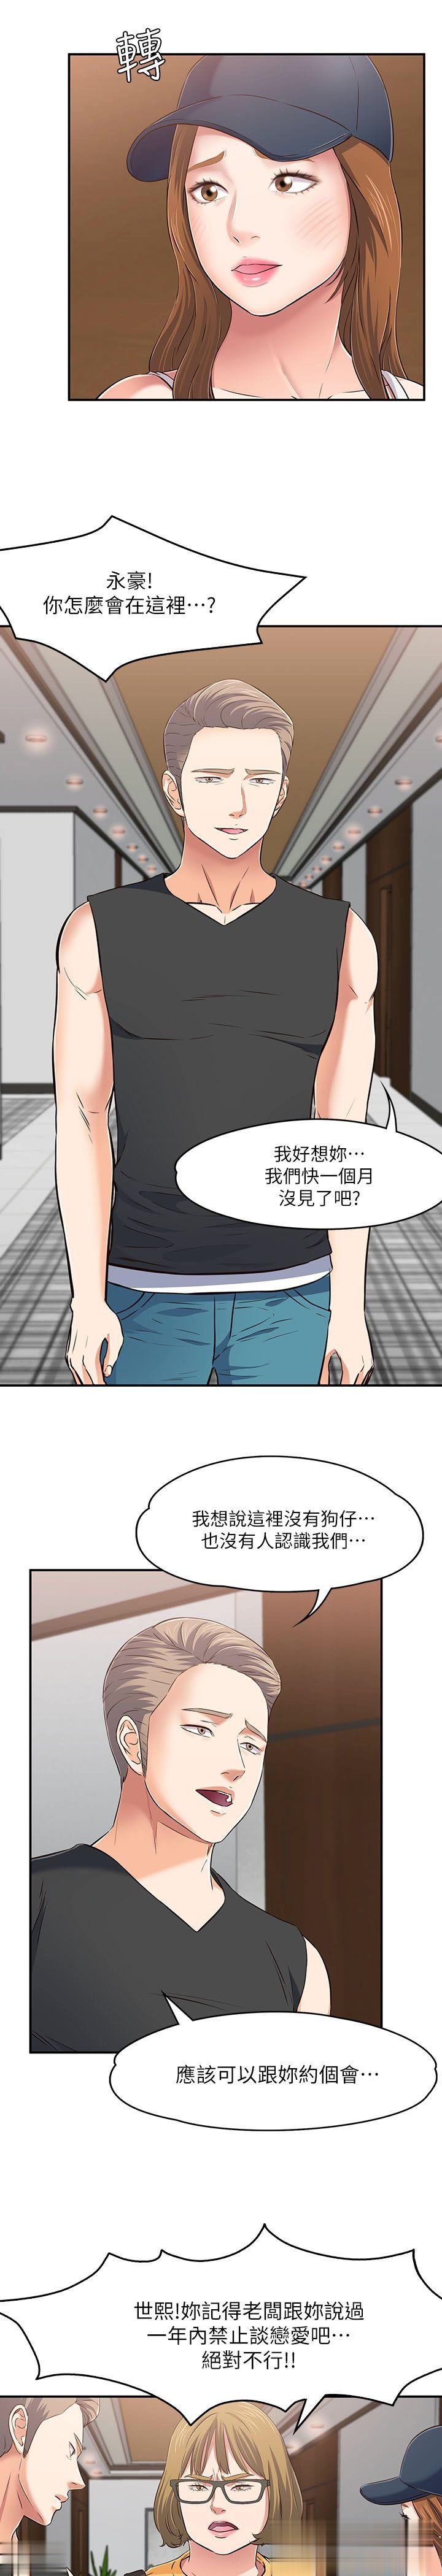 轉
永豪!
你怎麼會在這裡⋯?
我好想妳⋯
我們快一個月
沒見了吧?
我想說這裡沒有狗仔⋯
也沒有人認識我們⋯
應該可以跟妳約個會⋯
世熙!妳記得老闆跟妳說過
一年內禁止談戀愛吧⋯
絕對不行!!